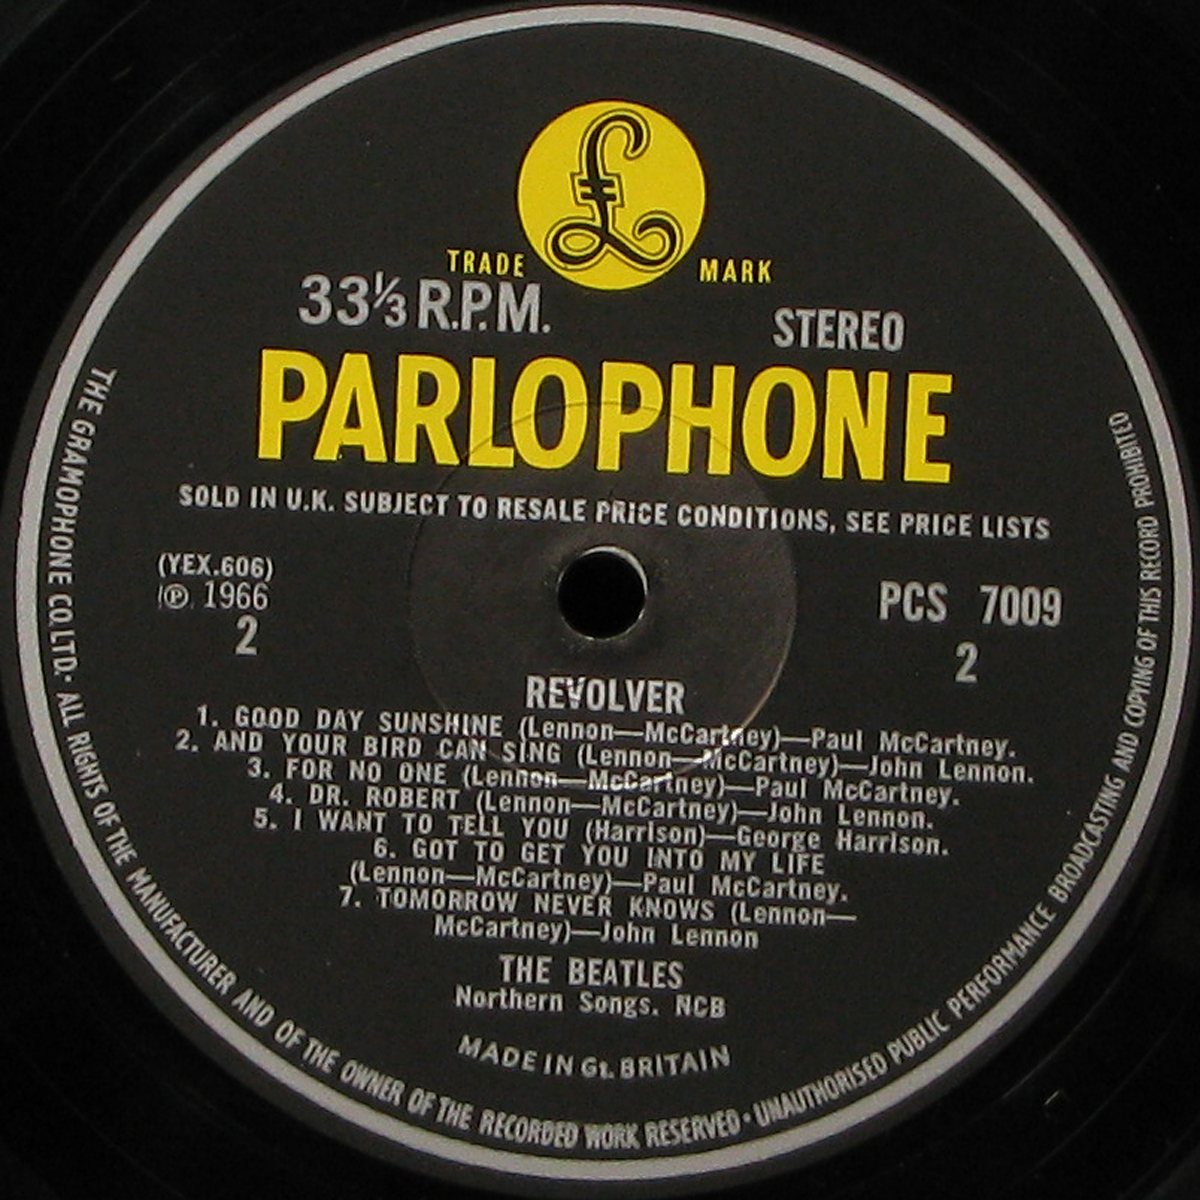 £
TRADE MARK
33⅓ R.P.M. STEREO
PARLOPHONE
SOLD IN U.K. SUBJECT TO RESALE PRICE CONDITIONS, SEE PRICE LISTS
(YEX.606)
℗ 1966
2
PCS 7009
2
REVOLVER
1. GOOD DAY SUNSHINE (Lennon—McCartney)—Paul McCartney.
2. AND YOUR BIRD CAN SING (Lennon—McCartney)—John Lennon.
3. FOR NO ONE (Lennon—McCartney)—Paul McCartney.
4. DR. ROBERT (Lennon—McCartney)—John Lennon.
5. I WANT TO TELL YOU (Harrison)—George Harrison.
6. GOT TO GET YOU INTO MY LIFE
(Lennon—McCartney)—Paul McCartney.
7. TOMORROW NEVER KNOWS (Lennon—
McCartney)—John Lennon
THE BEATLES
Northern Songs. NCB
MADE IN Gt. BRITAIN
THE GRAMOPHONE CO. LTD. · ALL RIGHTS OF THE MANUFACTURER AND OF THE OWNER OF THE RECORDED WORK RESERVED · UNAUTHORISED PUBLIC PERFORMANCE BROADCASTING AND COPYING OF THIS RECORD PROHIBITED